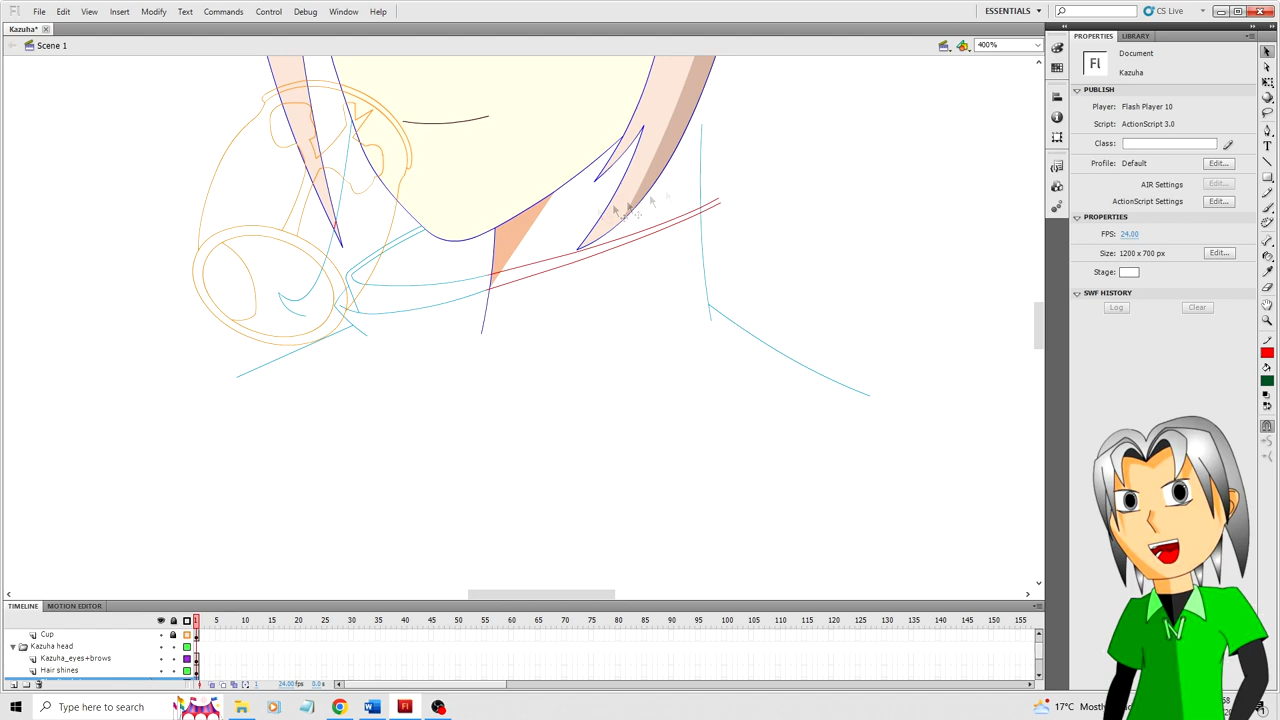 Fl File Edit View Insert Modify Text Commands Control Debug Window Help ESSENTIALS CS Live
Kazuha*
Scene 1 400%
PROPERTIES LIBRARY
Fl Document
Kazuha
PUBLISH
Player: Flash Player 10
Script: ActionScript 3.0
Class:
Profile: Default Edit...
AIR Settings Edit...
ActionScript Settings Edit...
PROPERTIES
FPS: 24.00
Size: 1200 x 700 px Edit...
Stage:
SWF HISTORY
Log Clear
TIMELINE MOTION EDITOR
1 5 10 15 20 25 30 35 40 45 50 55 60 65 70 75 80 85 90 95 100 105 110 115 120 125 130 135 140 145 150 155
Cup
Kazuha head
Kazuha_eyes+brows
Hair shines
1 24.00 fps 0.0 s
Type here to search
17°C